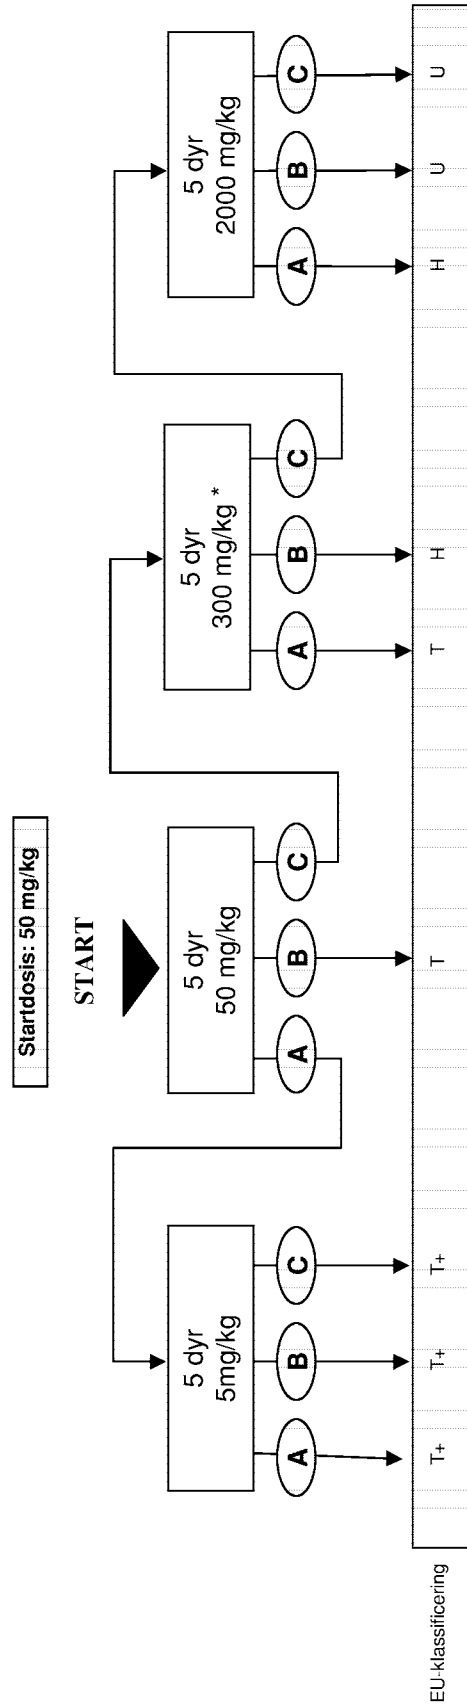 Startdosis: 50 mg/kg
START
5 dyr
5mg/kg
5 dyr
50 mg/kg
5 dyr
300 mg/kg *
5 dyr
2000 mg/kg
A B C A B C A B C A B C
EU-klassificering T+ T+ T+ T T H H U U